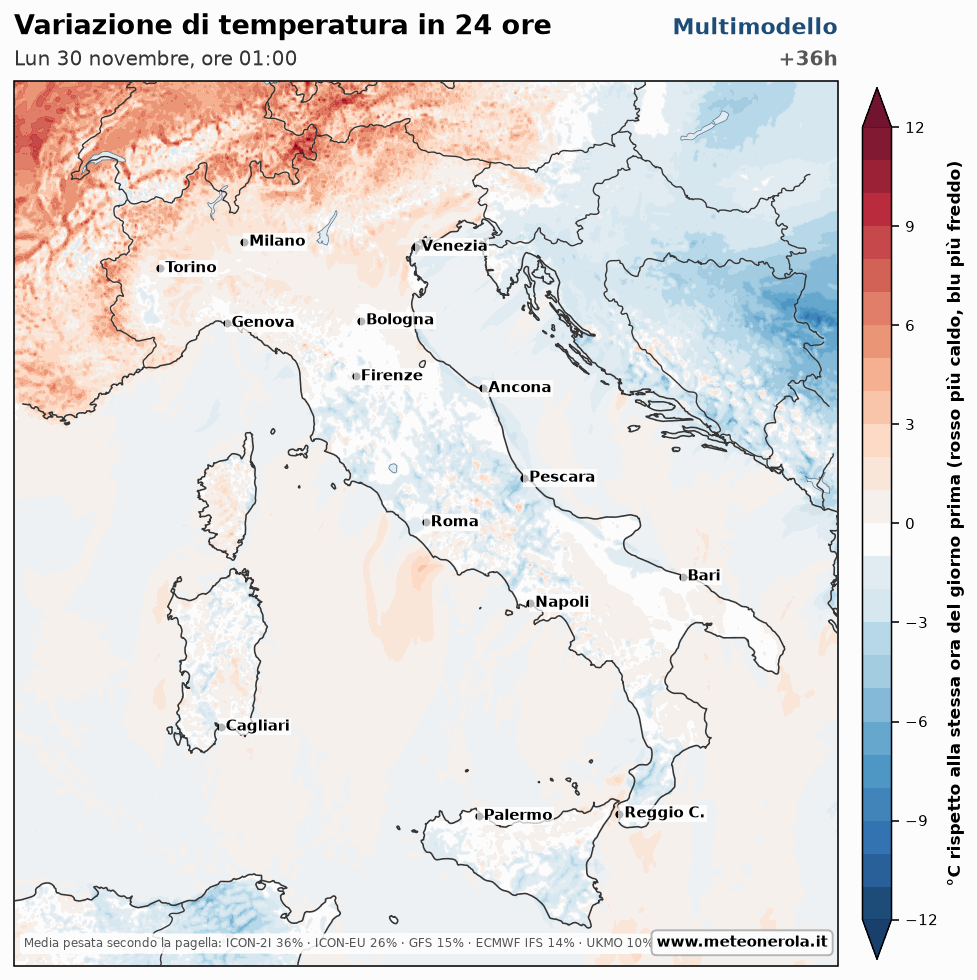 Variazione di temperatura in 24 ore
Multimodello
Lun 30 novembre, ore 01:00
+36h
Milano
Venezia
Torino
Genova
Bologna
Firenze
Ancona
Pescara
Roma
Bari
Napoli
Cagliari
Palermo
Reggio C.
12
9
6
3
0
−3
−6
−9
−12
°C rispetto alla stessa ora del giorno prima (rosso più caldo, blu più freddo)
Media pesata secondo la pagella: ICON-2I 36% · ICON-EU 26% · GFS 15% · ECMWF IFS 14% · UKMO 10%
www.meteonerola.it